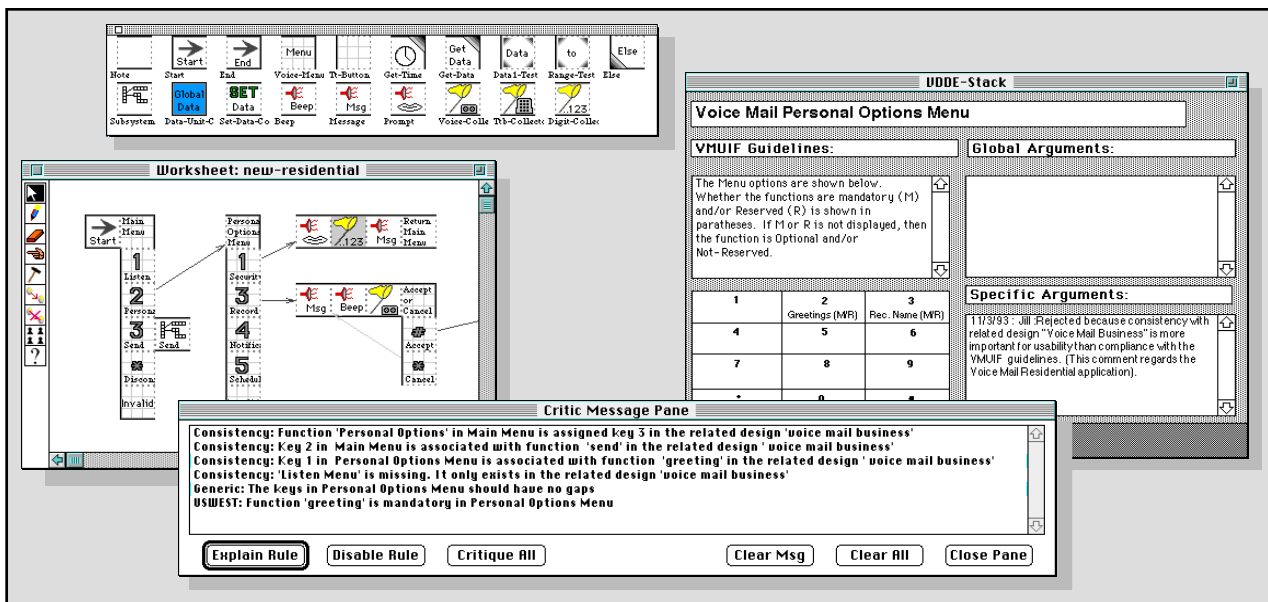 Start
End
Menu
Get
Data
Data
to
Else
Note
Start
End
Voice-Menu
Tt-Button
Get-Time
Get-Data
Data1-Test
Range-Test
Else
Global
Data
SET
Data
Beep
Msg
..123
Subsystem
Data-Unit-C
Set-Data-Co
Beep
Message
Prompt
Voice-Colle
Ttb-Collecto
Digit-Collec
Worksheet: new-residential
Start
Main
Menu
1
Listen
2
Persona
3
Send
Send
*
Discon
Invalid
Persona
Options
Menu
1
Securit
3
Record
4
Notific
5
Schedul
..123
Msg
Return
Main
Menu
Msg
Beep
Accept
or
Cancel
#
Accept
*
Cancel
?
VDDE-Stack
Voice Mail Personal Options Menu
VMUIF Guidelines:
The Menu options are shown below.
Whether the functions are mandatory (M)
and/or Reserved (R) is shown in
paratheses. If M or R is not displayed, then
the function is Optional and/or
Not-Reserved.
Global Arguments:
1
2
3
Greetings (M/R)
Rec. Name (M/R)
4
5
6
7
8
9
Specific Arguments:
11/3/93 : Jill :Rejected because consistency with
related design "Voice Mail Business" is more
important for usability than compliance with the
VMUIF guidelines. (This comment regards the
Voice Mail Residential application).
Critic Message Pane
Consistency: Function 'Personal Options' in Main Menu is assigned key 3 in the related design 'voice mail business'
Consistency: Key 2 in Main Menu is associated with function 'send' in the related design ' voice mail business'
Consistency: Key 1 in Personal Options Menu is associated with function 'greeting' in the related design ' voice mail business'
Consistency: 'Listen Menu' is missing. It only exists in the related design 'voice mail business'
Generic: The keys in Personal Options Menu should have no gaps
USWEST: Function 'greeting' is mandatory in Personal Options Menu
Explain Rule
Disable Rule
Critique All
Clear Msg
Clear All
Close Pane